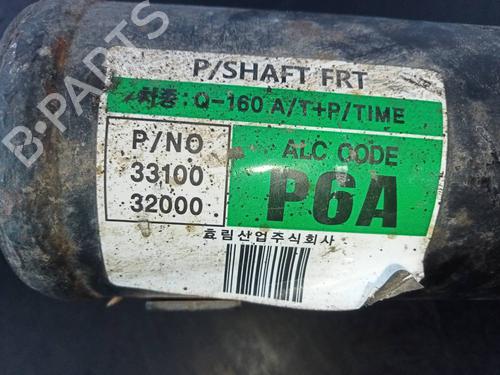 P/SHAFT FRT
차종: Q-160 A/T+P/TIME
P/NO
33100
32000
ALC CODE
P6A
효림산업주식회사
B-PARTS